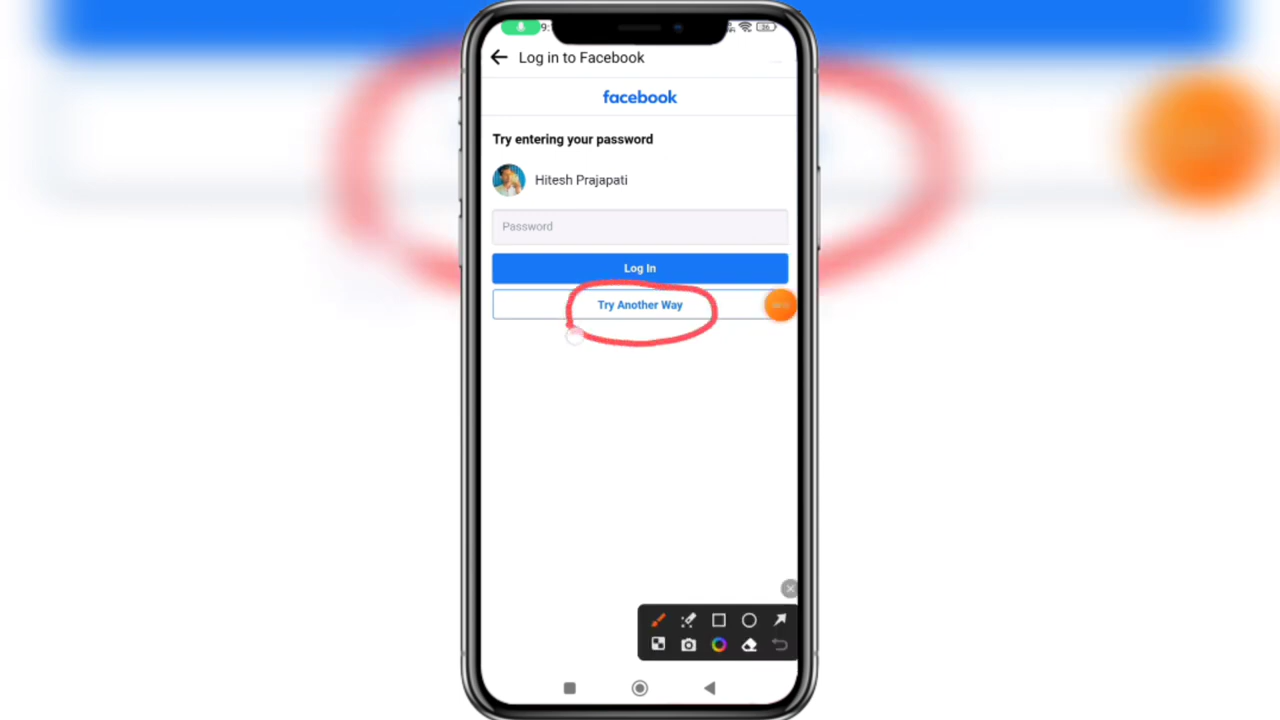 Log in to Facebook
facebook
Try entering your password
Hitesh Prajapati
Password
Log In
Try Another Way